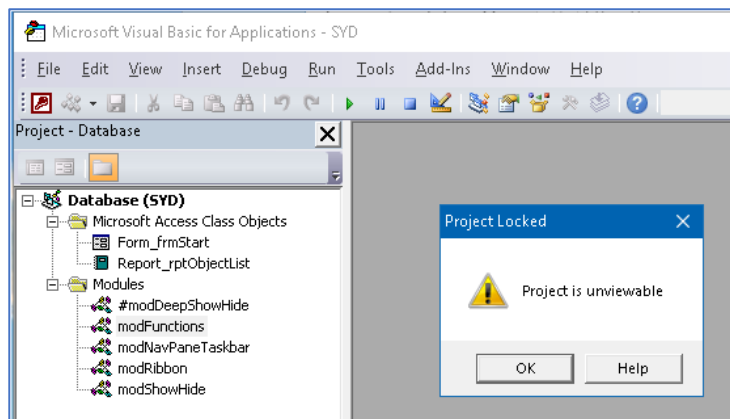 Microsoft Visual Basic for Applications - SYD
File Edit View Insert Debug Run Tools Add-Ins Window Help
Project - Database
Database (SYD)
Microsoft Access Class Objects
Form_frmStart
Report_rptObjectList
Modules
#modDeepShowHide
modFunctions
modNavPaneTaskbar
modRibbon
modShowHide
Project Locked
Project is unviewable
OK Help